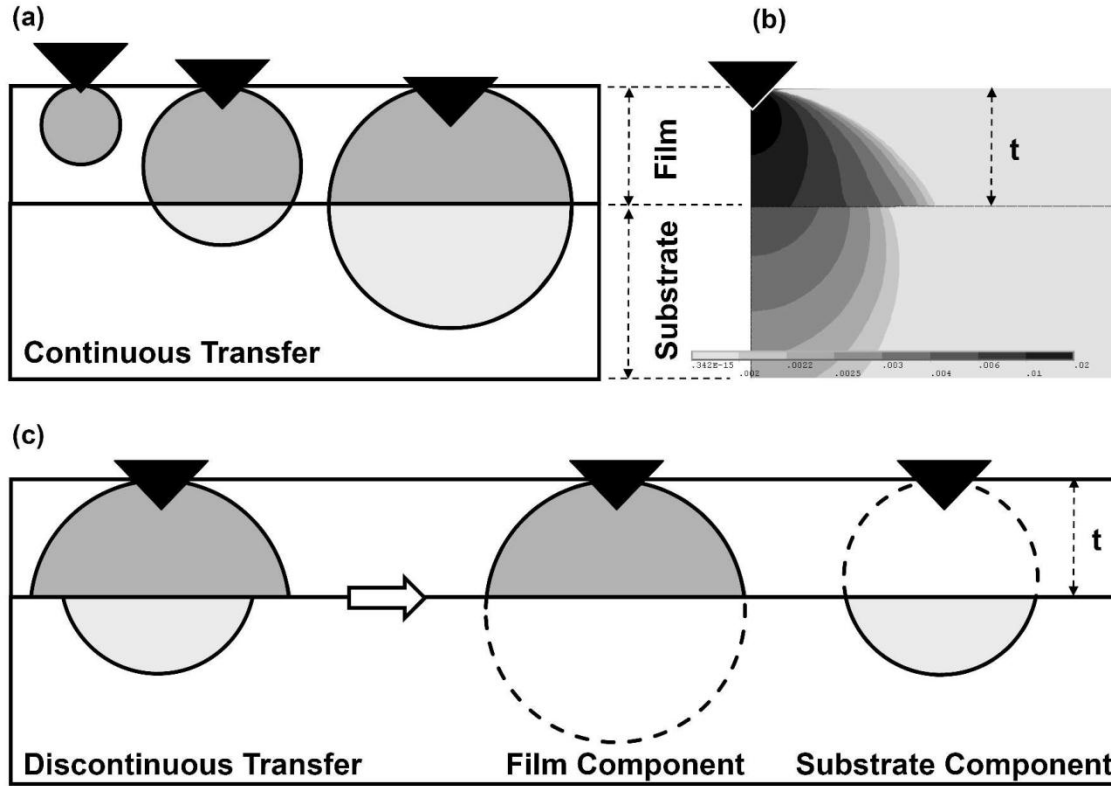 (a)
(b)
Film
t
Substrate
Continuous Transfer
.342E-15
.002
.0022
.0025
.003
.004
.006
.01
.02
(c)
t
Discontinuous Transfer
Film Component
Substrate Component